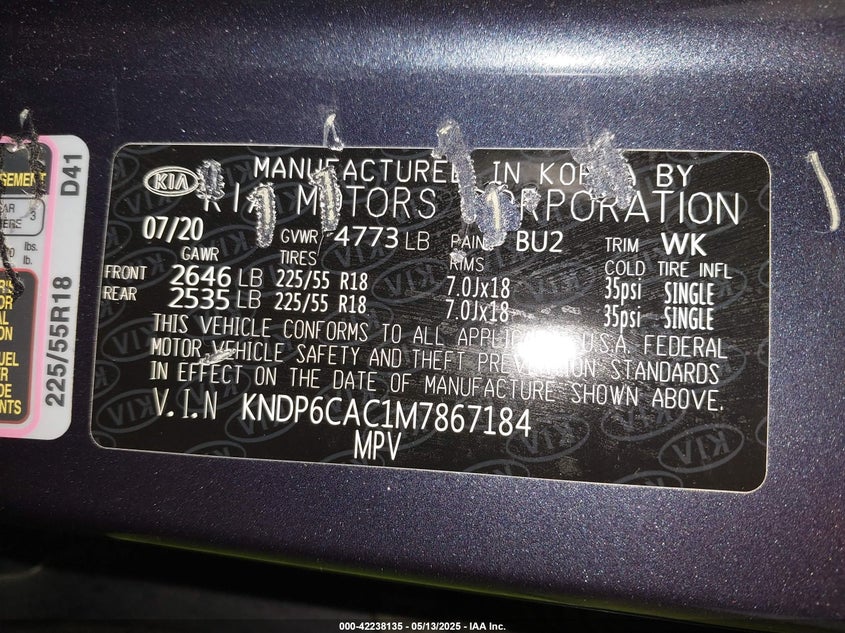 KIA
MANUFACTURED IN KOREA BY
KIA MOTORS CORPORATION
07/20 GVWR 4773 LB PAINT BU2 TRIM WK
GAWR TIRES RIMS COLD TIRE INFL
FRONT 2646 LB 225/55 R18 7.0Jx18 35psi SINGLE
REAR 2535 LB 225/55 R18 7.0Jx18 35psi SINGLE
THIS VEHICLE CONFORMS TO ALL APPLICABLE U.S.A. FEDERAL
MOTOR VEHICLE SAFETY AND THEFT PREVENTION STANDARDS
IN EFFECT ON THE DATE OF MANUFACTURE SHOWN ABOVE.
V.I.N KNDP6CAC1M7867184
MPV
D41
225/55R18
3
lbs.
lb.
000-42238135 - 05/13/2025 - IAA Inc.